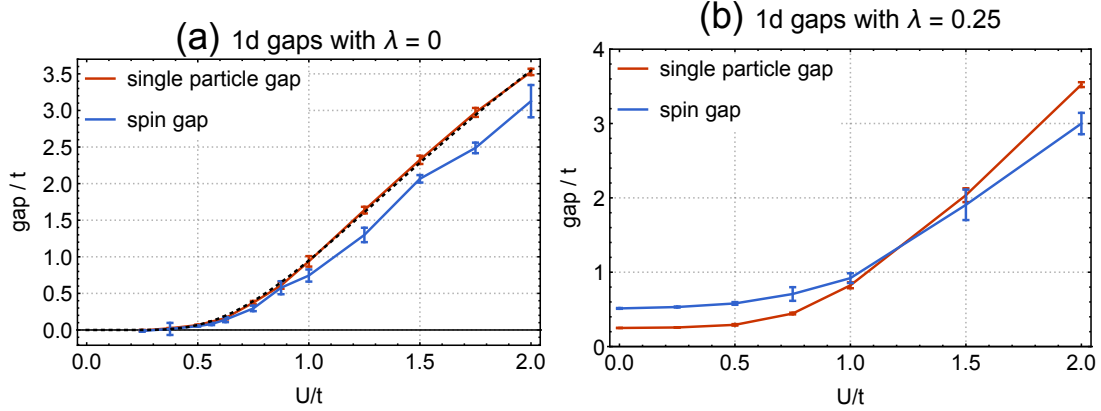 (a) 1d gaps with λ = 0
single particle gap
spin gap
gap / t
3.5
3.0
2.5
2.0
1.5
1.0
0.5
0.0
0.0 0.5 1.0 1.5 2.0
U/t
(b) 1d gaps with λ = 0.25
single particle gap
spin gap
gap / t
4
3
2
1
0
0.0 0.5 1.0 1.5 2.0
U/t